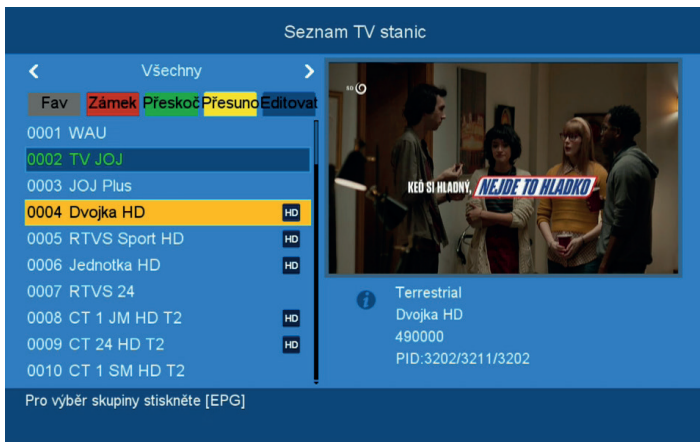 Seznam TV stanic
Všechny
Fav Zámek Přeskoč Přesuno Editovat
0001 WAU
0002 TV JOJ
0003 JOJ Plus
0004 Dvojka HD HD
0005 RTVS Sport HD HD
0006 Jednotka HD HD
0007 RTVS 24
0008 CT 1 JM HD T2 HD
0009 CT 24 HD T2 HD
0010 CT 1 SM HD T2
KEĎ SI HLADNÝ, NEJDE TO HLADKO
Terrestrial
Dvojka HD
490000
PID:3202/3211/3202
Pro výběr skupiny stiskněte [EPG]